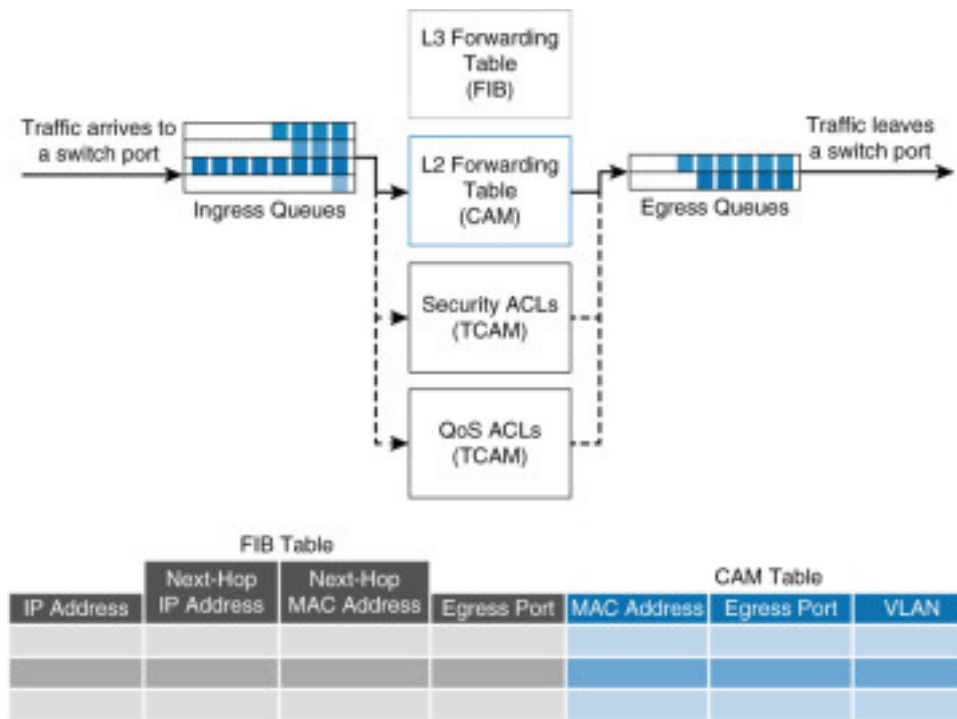 L3 Forwarding
Table
(FIB)
Traffic arrives to
a switch port
Ingress Queues
L2 Forwarding
Table
(CAM)
Traffic leaves
a switch port
Egress Queues
Security ACLs
(TCAM)
QoS ACLs
(TCAM)
FIB Table
CAM Table
IP Address
Next-Hop
IP Address
Next-Hop
MAC Address
Egress Port
MAC Address
Egress Port
VLAN